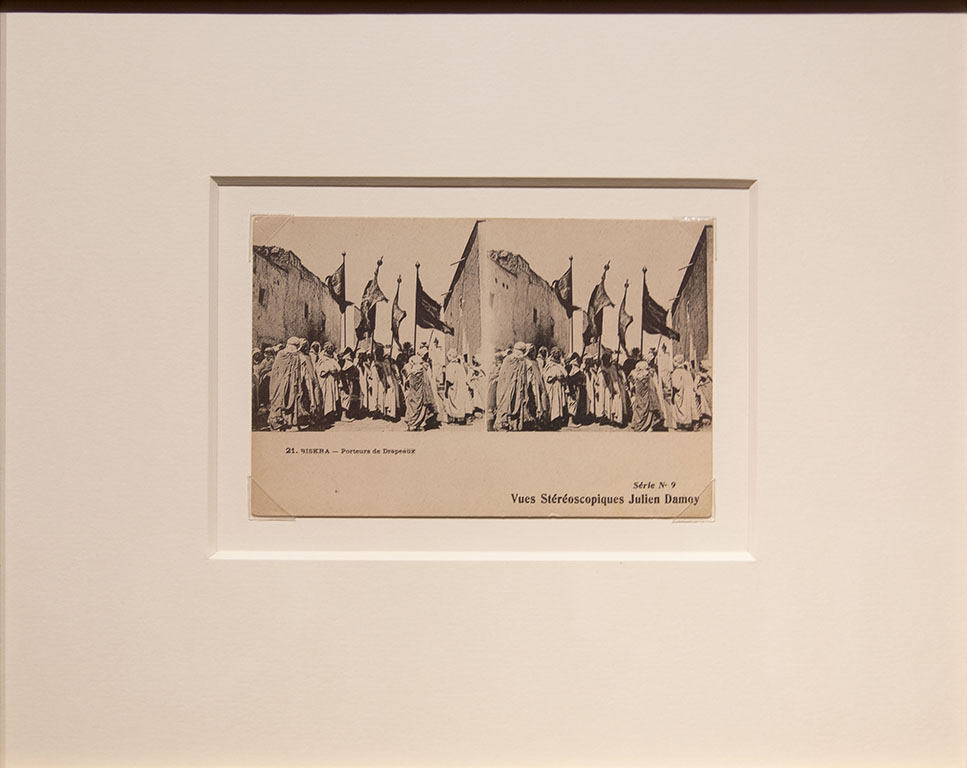 21. BISKRA — Porteurs de Drapeaux
Série N· 9
Vues Stéréoscopiques Julien Damoy